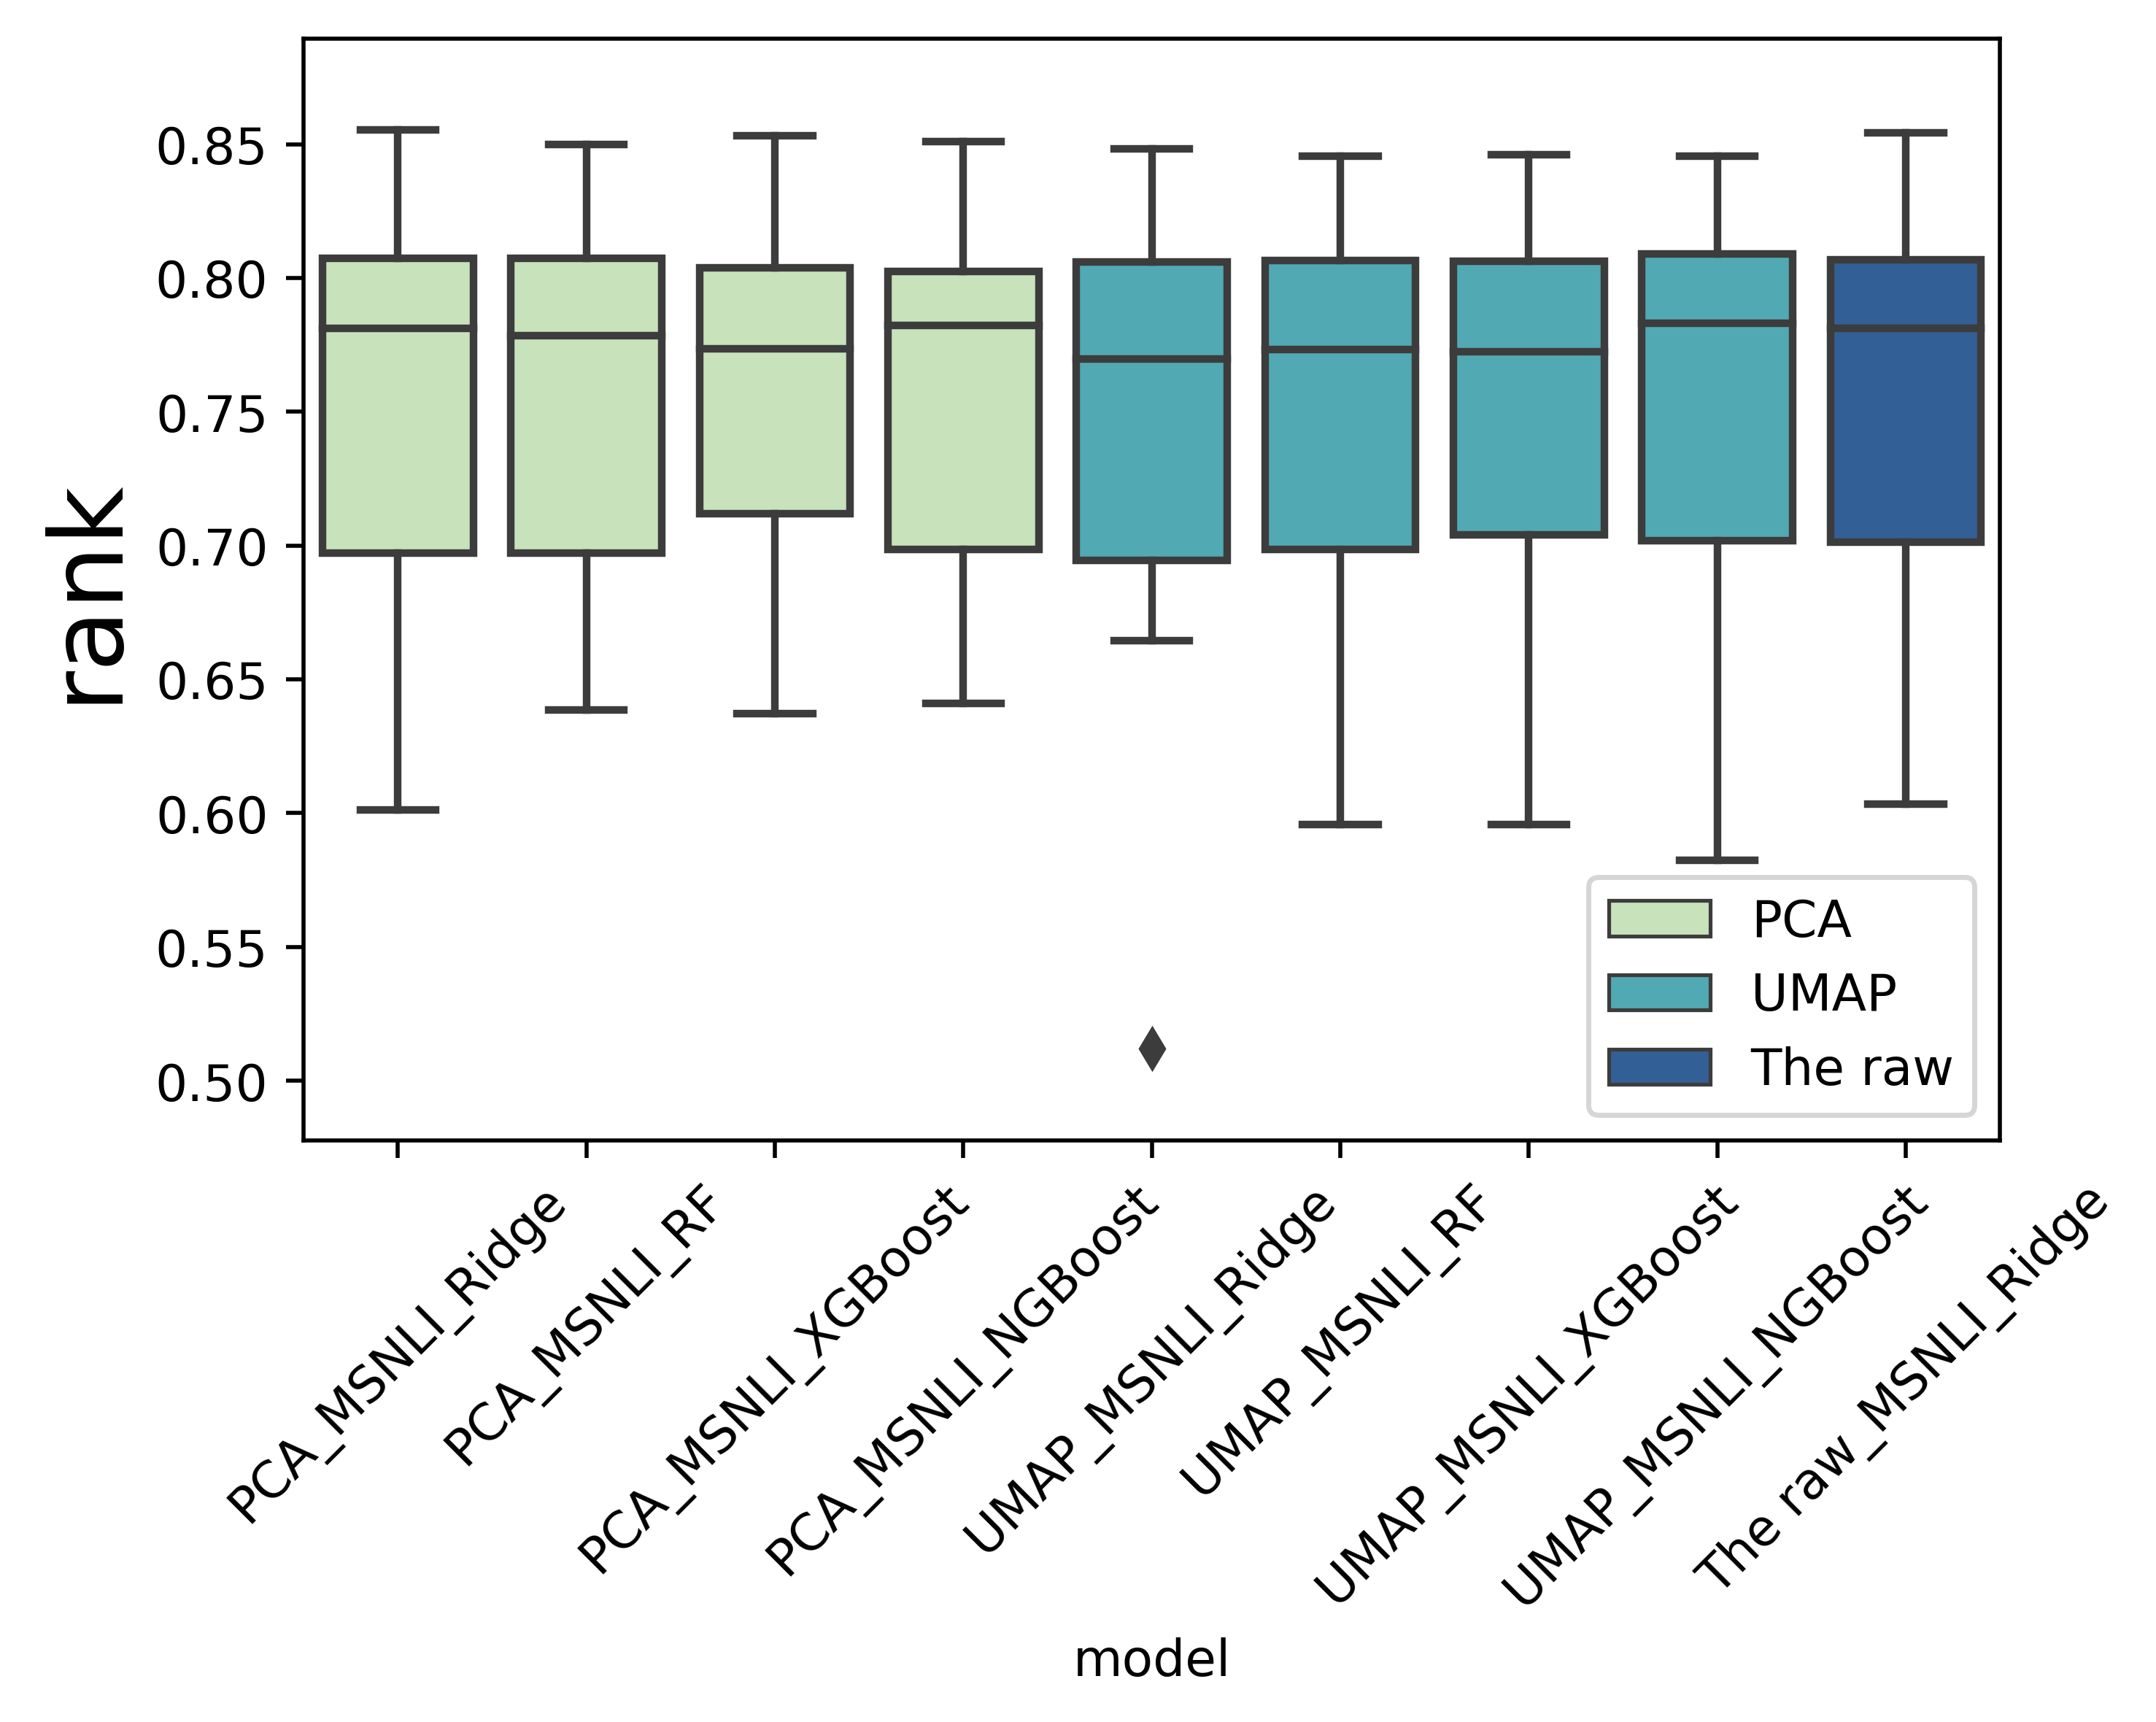 rank
0.85
0.80
0.75
0.70
0.65
0.60
0.55
0.50
PCA
UMAP
The raw
PCA_MSNLI_Ridge
PCA_MSNLI_RF
PCA_MSNLI_XGBoost
PCA_MSNLI_NGBoost
UMAP_MSNLI_Ridge
UMAP_MSNLI_RF
UMAP_MSNLI_XGBoost
UMAP_MSNLI_NGBoost
The raw_MSNLI_Ridge
model